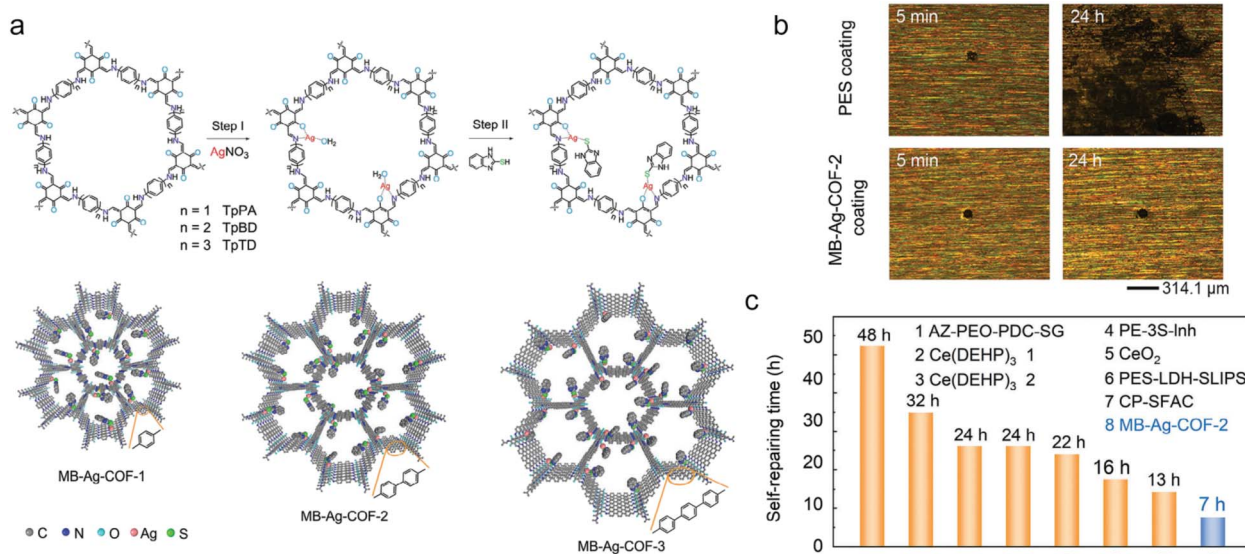 a
Step I
AgNO₃
Step II
n = 1 TpPA
n = 2 TpBD
n = 3 TpTD
MB-Ag-COF-1
MB-Ag-COF-2
MB-Ag-COF-3
C N O Ag S
b
PES coating
5 min
24 h
MB-Ag-COF-2
coating
5 min
24 h
314.1 µm
c
Self-repairing time (h)
50
40
30
20
10
0
48 h
32 h
24 h
24 h
22 h
16 h
13 h
7 h
1 AZ-PEO-PDC-SG
2 Ce(DEHP)₃ 1
3 Ce(DEHP)₃ 2
4 PE-3S-Inh
5 CeO₂
6 PES-LDH-SLIPS
7 CP-SFAC
8 MB-Ag-COF-2